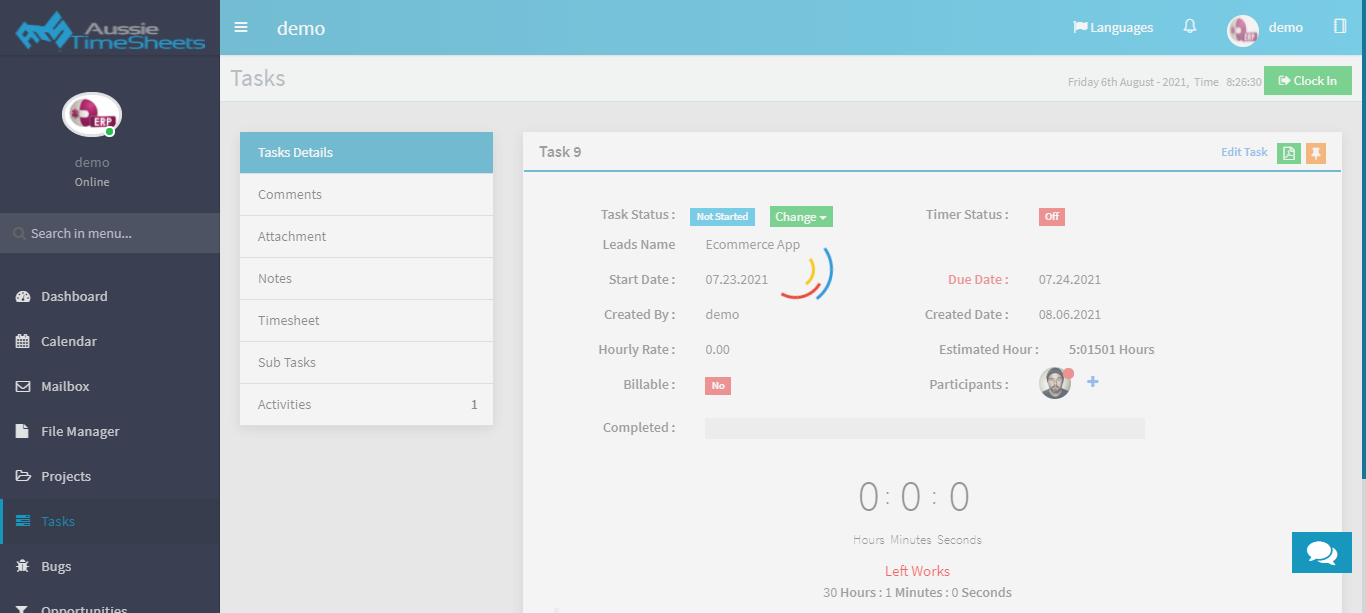 Aussie
TimeSheets
demo
Languages
demo
Tasks
Friday 6th August - 2021, Time 8:26:30
Clock In
ERP
demo
Online
Search in menu...
Dashboard
Calendar
Mailbox
File Manager
Projects
Tasks
Bugs
Opportunities
Tasks Details
Comments
Attachment
Notes
Timesheet
Sub Tasks
Activities 1
Task 9
Edit Task
Task Status : Not Started Change Timer Status : Off
Leads Name Ecommerce App
Start Date : 07.23.2021 Due Date : 07.24.2021
Created By : demo Created Date : 08.06.2021
Hourly Rate : 0.00 Estimated Hour : 5:01501 Hours
Billable : No Participants :
Completed :
0 : 0 : 0
Hours Minutes Seconds
Left Works
30 Hours : 1 Minutes : 0 Seconds